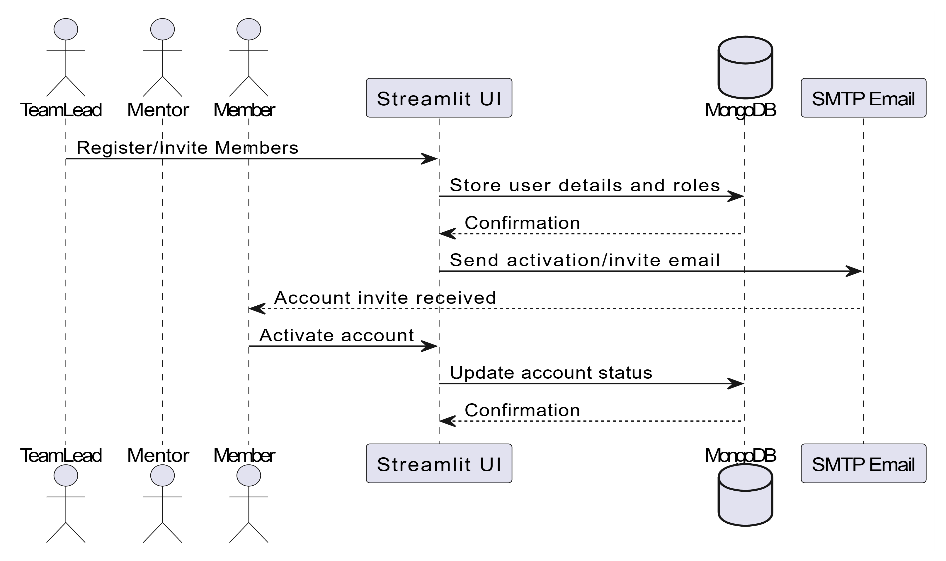 TeamLead Mentor Member Streamlit UI MongoDB SMTP Email
Register/Invite Members
Store user details and roles
Confirmation
Send activation/invite email
Account invite received
Activate account
Update account status
Confirmation
TeamLead Mentor Member Streamlit UI MongoDB SMTP Email